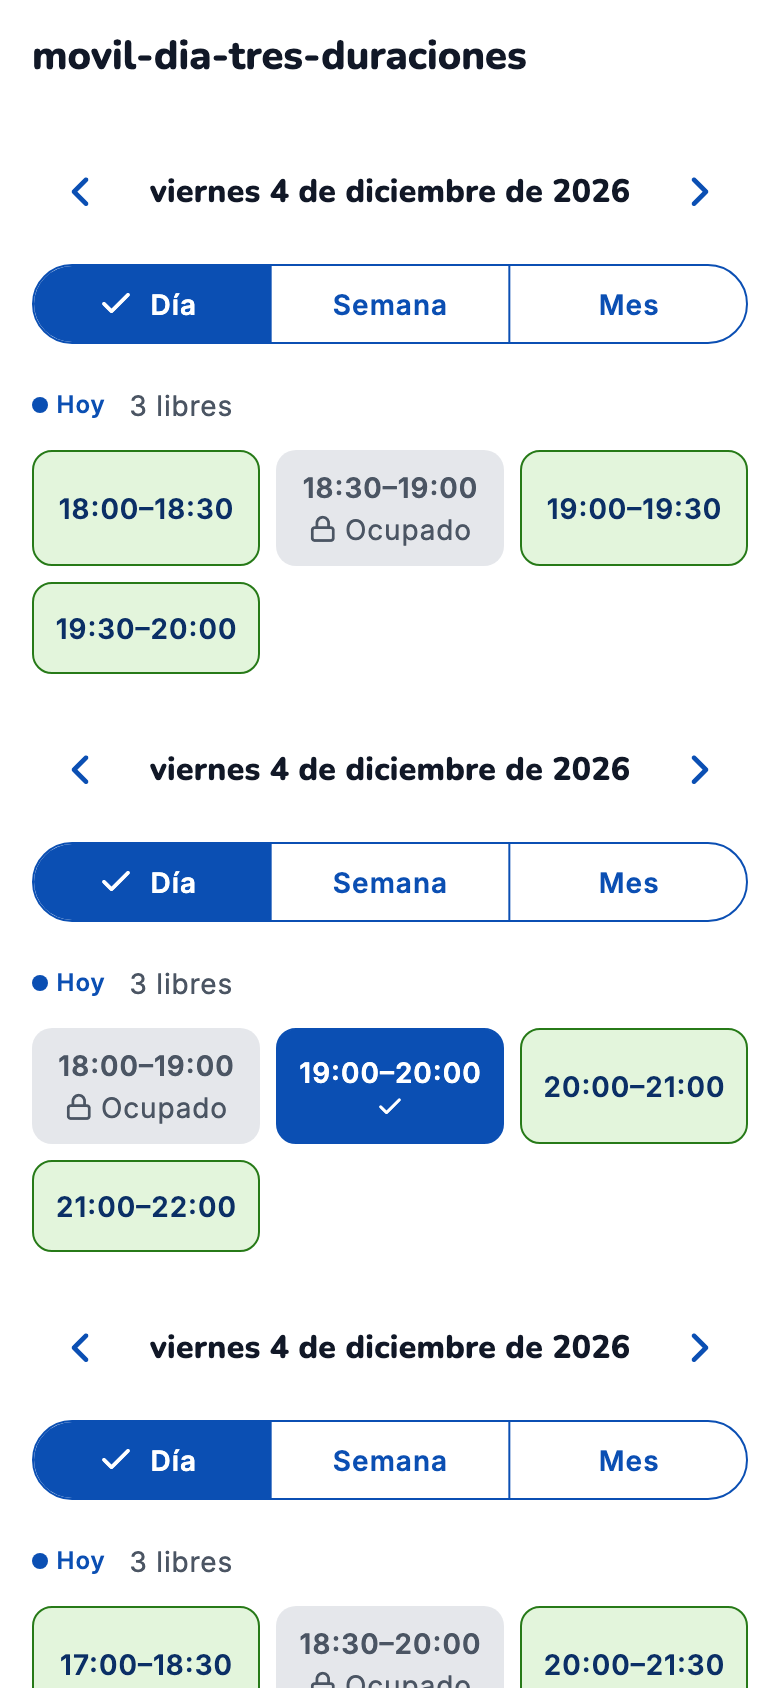 movil-dia-tres-duraciones
viernes 4 de diciembre de 2026
Día Semana Mes
Hoy 3 libres
18:00–18:30 18:30–19:00 19:00–19:30
Ocupado
19:30–20:00
viernes 4 de diciembre de 2026
Día Semana Mes
Hoy 3 libres
18:00–19:00 19:00–20:00 20:00–21:00
Ocupado
21:00–22:00
viernes 4 de diciembre de 2026
Día Semana Mes
Hoy 3 libres
17:00–18:30 18:30–20:00 20:00–21:30
Ocupado